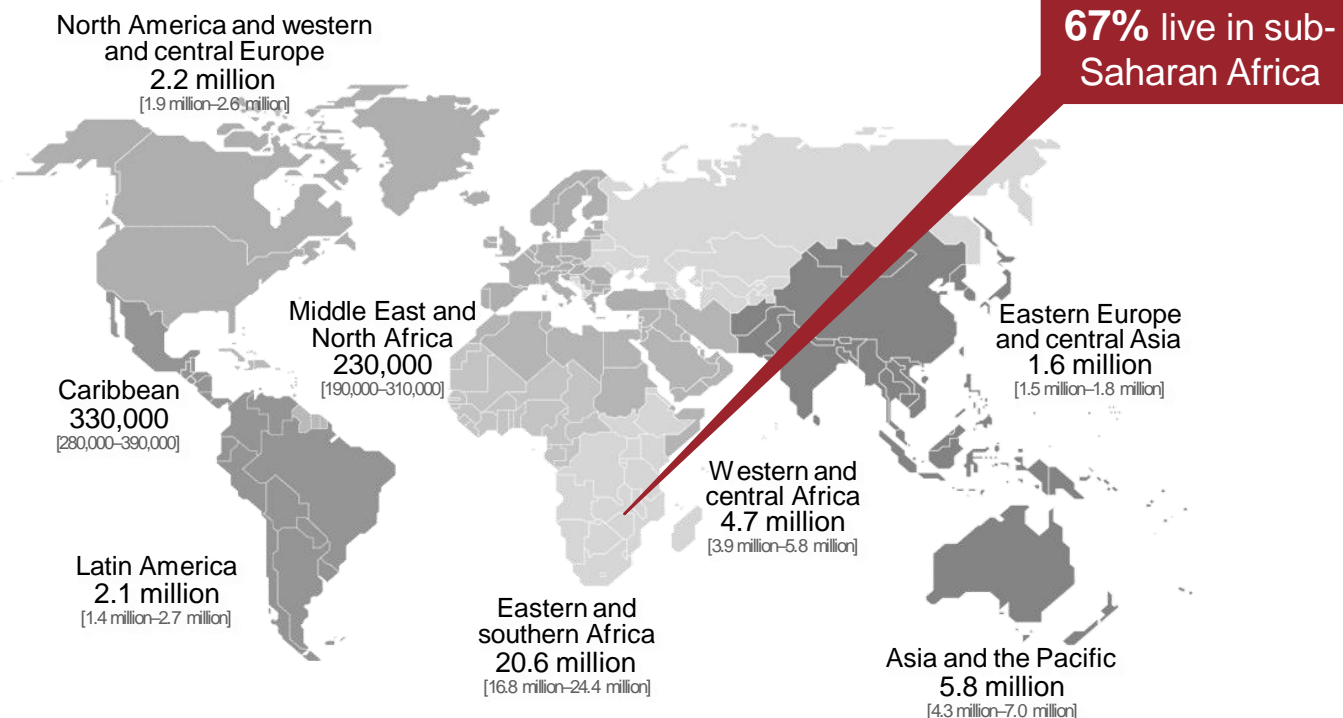 North America and western
and central Europe
2.2 million
[1.9 million–2.6 million]
67% live in sub-
Saharan Africa
Middle East and
North Africa
230,000
[190,000–310,000]
Eastern Europe
and central Asia
1.6 million
[1.5 million–1.8 million]
Caribbean
330,000
[280,000–390,000]
Western and
central Africa
4.7 million
[3.9 million–5.8 million]
Latin America
2.1 million
[1.4 million–2.7 million]
Eastern and
southern Africa
20.6 million
[16.8 million–24.4 million]
Asia and the Pacific
5.8 million
[4.3 million–7.0 million]